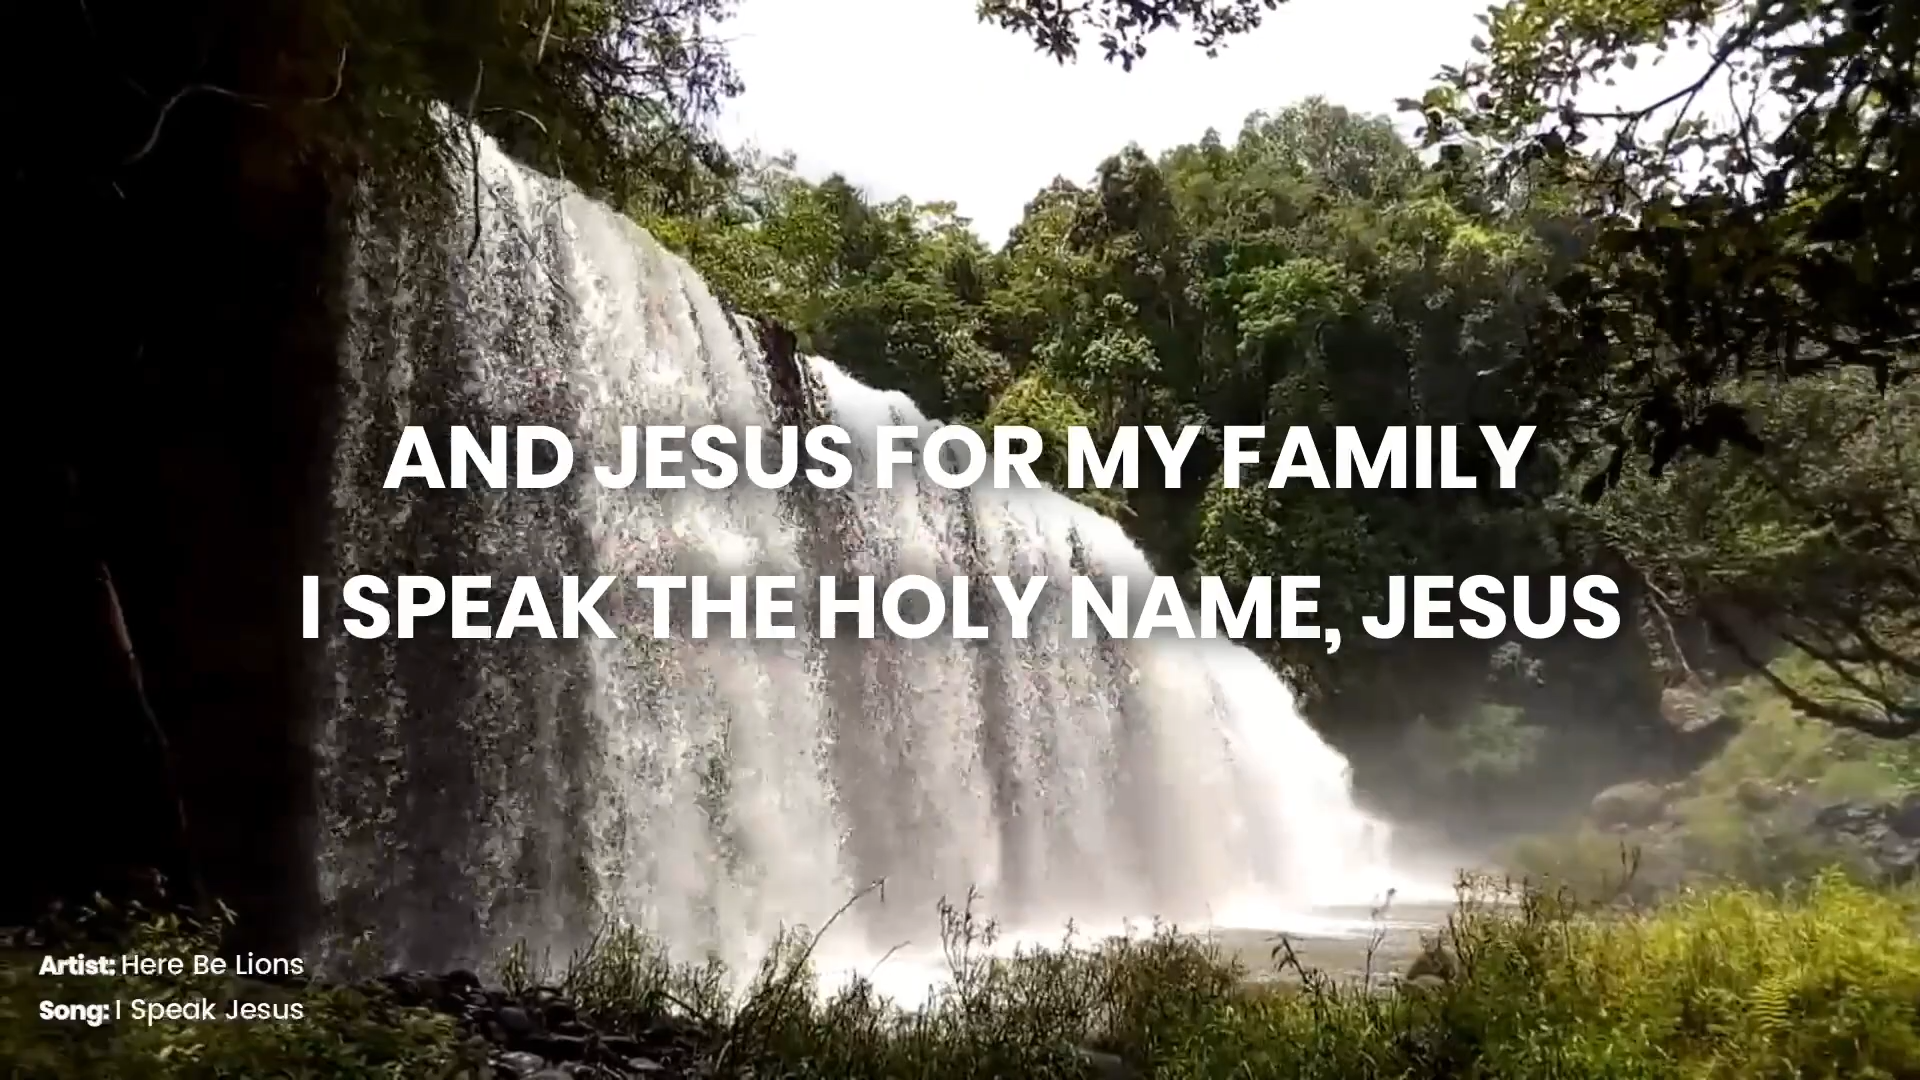 AND JESUS FOR MY FAMILY
I SPEAK THE HOLY NAME, JESUS
Artist: Here Be Lions
Song: I Speak Jesus